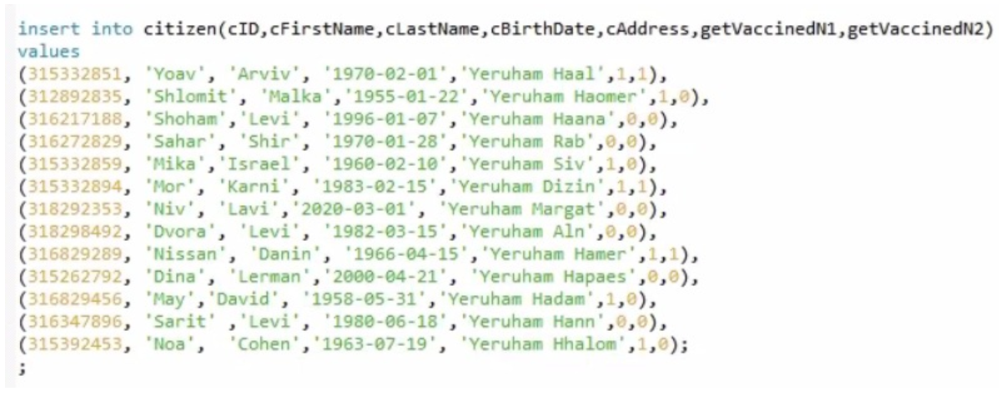 insert into citizen(cID,cFirstName,cLastName,cBirthDate,cAddress,getVaccinedN1,getVaccinedN2)
values
(315332851, 'Yoav', 'Arviv', '1970-02-01','Yeruham Haal',1,1),
(312892835, 'Shlomit', 'Malka','1955-01-22','Yeruham Haomer',1,0),
(316217188, 'Shoham','Levi', '1996-01-07','Yeruham Haana',0,0),
(316272829, 'Sahar', 'Shir', '1970-01-28','Yeruham Rab',0,0),
(315332859, 'Mika','Israel', '1960-02-10','Yeruham Siv',1,0),
(315332894, 'Mor', 'Karni', '1983-02-15','Yeruham Dizin',1,1),
(318292353, 'Niv', 'Lavi','2020-03-01', 'Yeruham Margat',0,0),
(318298492, 'Dvora', 'Levi', '1982-03-15','Yeruham Aln',0,0),
(316829289, 'Nissan', 'Danin', '1966-04-15','Yeruham Hamer',1,1),
(315262792, 'Dina', 'Lerman','2000-04-21', 'Yeruham Hapaes',0,0),
(316829456, 'May','David', '1958-05-31','Yeruham Hadam',1,0),
(316347896, 'Sarit' ,'Levi', '1980-06-18','Yeruham Hann',0,0),
(315392453, 'Noa', 'Cohen','1963-07-19', 'Yeruham Hhalom',1,0);
;